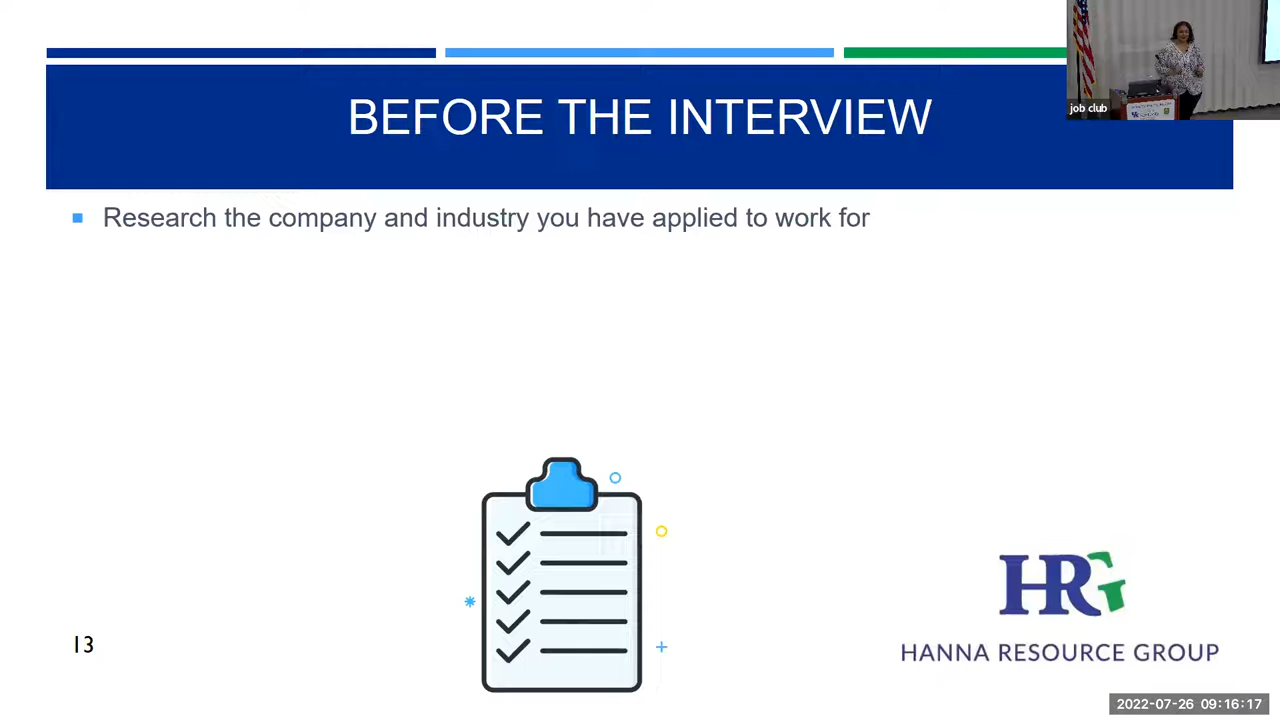 BEFORE THE INTERVIEW
job club
Research the company and industry you have applied to work for
HRG
13
HANNA RESOURCE GROUP
2022-07-26 09:16:17